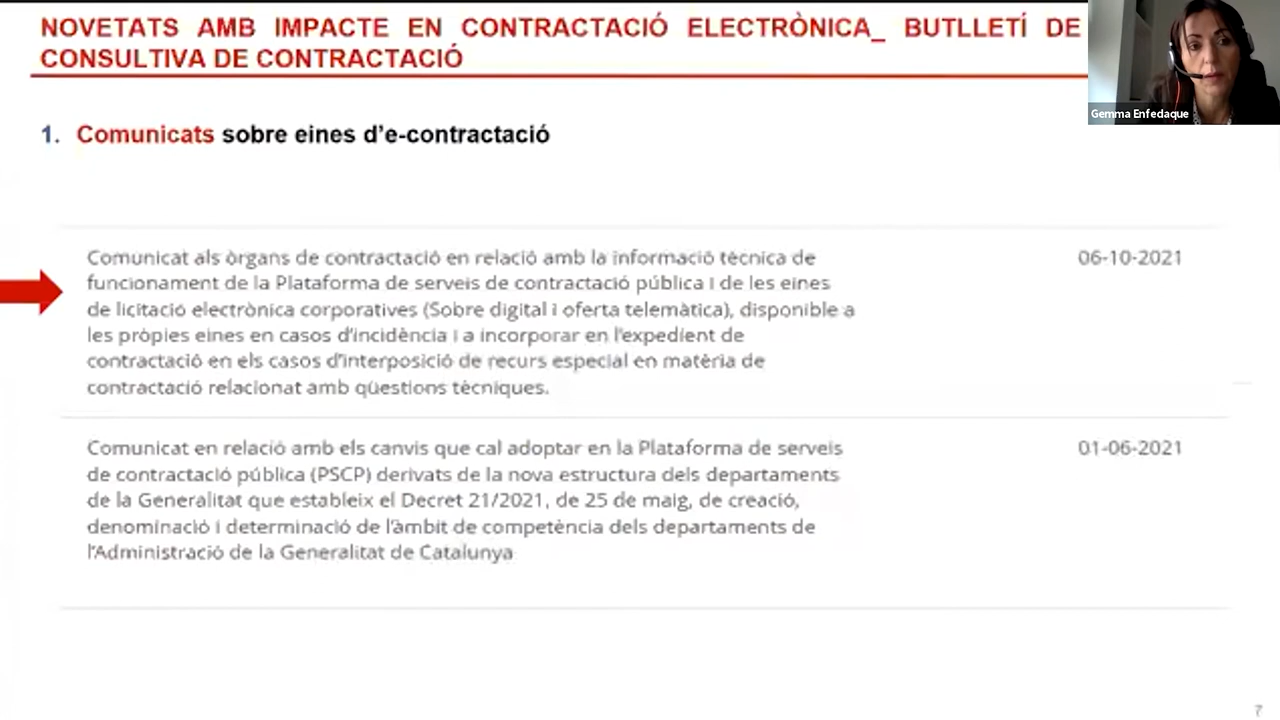 NOVETATS AMB IMPACTE EN CONTRACTACIÓ ELECTRÒNICA_ BUTLLETÍ DE
CONSULTIVA DE CONTRACTACIÓ
Gemma Enfedaque
1. Comunicats sobre eines d'e-contractació
Comunicat als òrgans de contractació en relació amb la informació tècnica de
funcionament de la Plataforma de serveis de contractació pública i de les eines
de licitació electrònica corporatives (Sobre digital i oferta telemàtica), disponible a
les pròpies eines en casos d'incidència i a incorporar en l'expedient de
contractació en els casos d'interposició de recurs especial en matèria de
contractació relacionat amb qüestions tècniques.
06-10-2021
Comunicat en relació amb els canvis que cal adoptar en la Plataforma de serveis
de contractació pública (PSCP) derivats de la nova estructura dels departaments
de la Generalitat que estableix el Decret 21/2021, de 25 de maig, de creació,
denominació i determinació de l'àmbit de competència dels departaments de
l'Administració de la Generalitat de Catalunya
01-06-2021
7